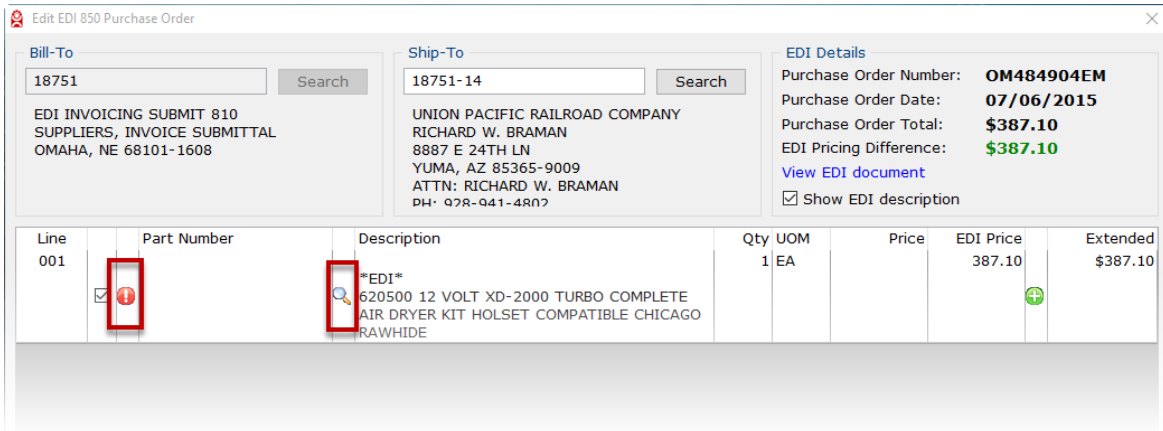 Edit EDI 850 Purchase Order
Bill-To
18751
Search
EDI INVOICING SUBMIT 810
SUPPLIERS, INVOICE SUBMITTAL
OMAHA, NE 68101-1608
Ship-To
18751-14
Search
UNION PACIFIC RAILROAD COMPANY
RICHARD W. BRAMAN
8887 E 24TH LN
YUMA, AZ 85365-9009
ATTN: RICHARD W. BRAMAN
PH: 928-941-4802
EDI Details
Purchase Order Number: OM484904EM
Purchase Order Date: 07/06/2015
Purchase Order Total: $387.10
EDI Pricing Difference: $387.10
View EDI document
Show EDI description
Line Part Number Description Qty UOM Price EDI Price Extended
001 1 EA 387.10 $387.10
*EDI*
620500 12 VOLT XD-2000 TURBO COMPLETE
AIR DRYER KIT HOLSET COMPATIBLE CHICAGO
RAWHIDE